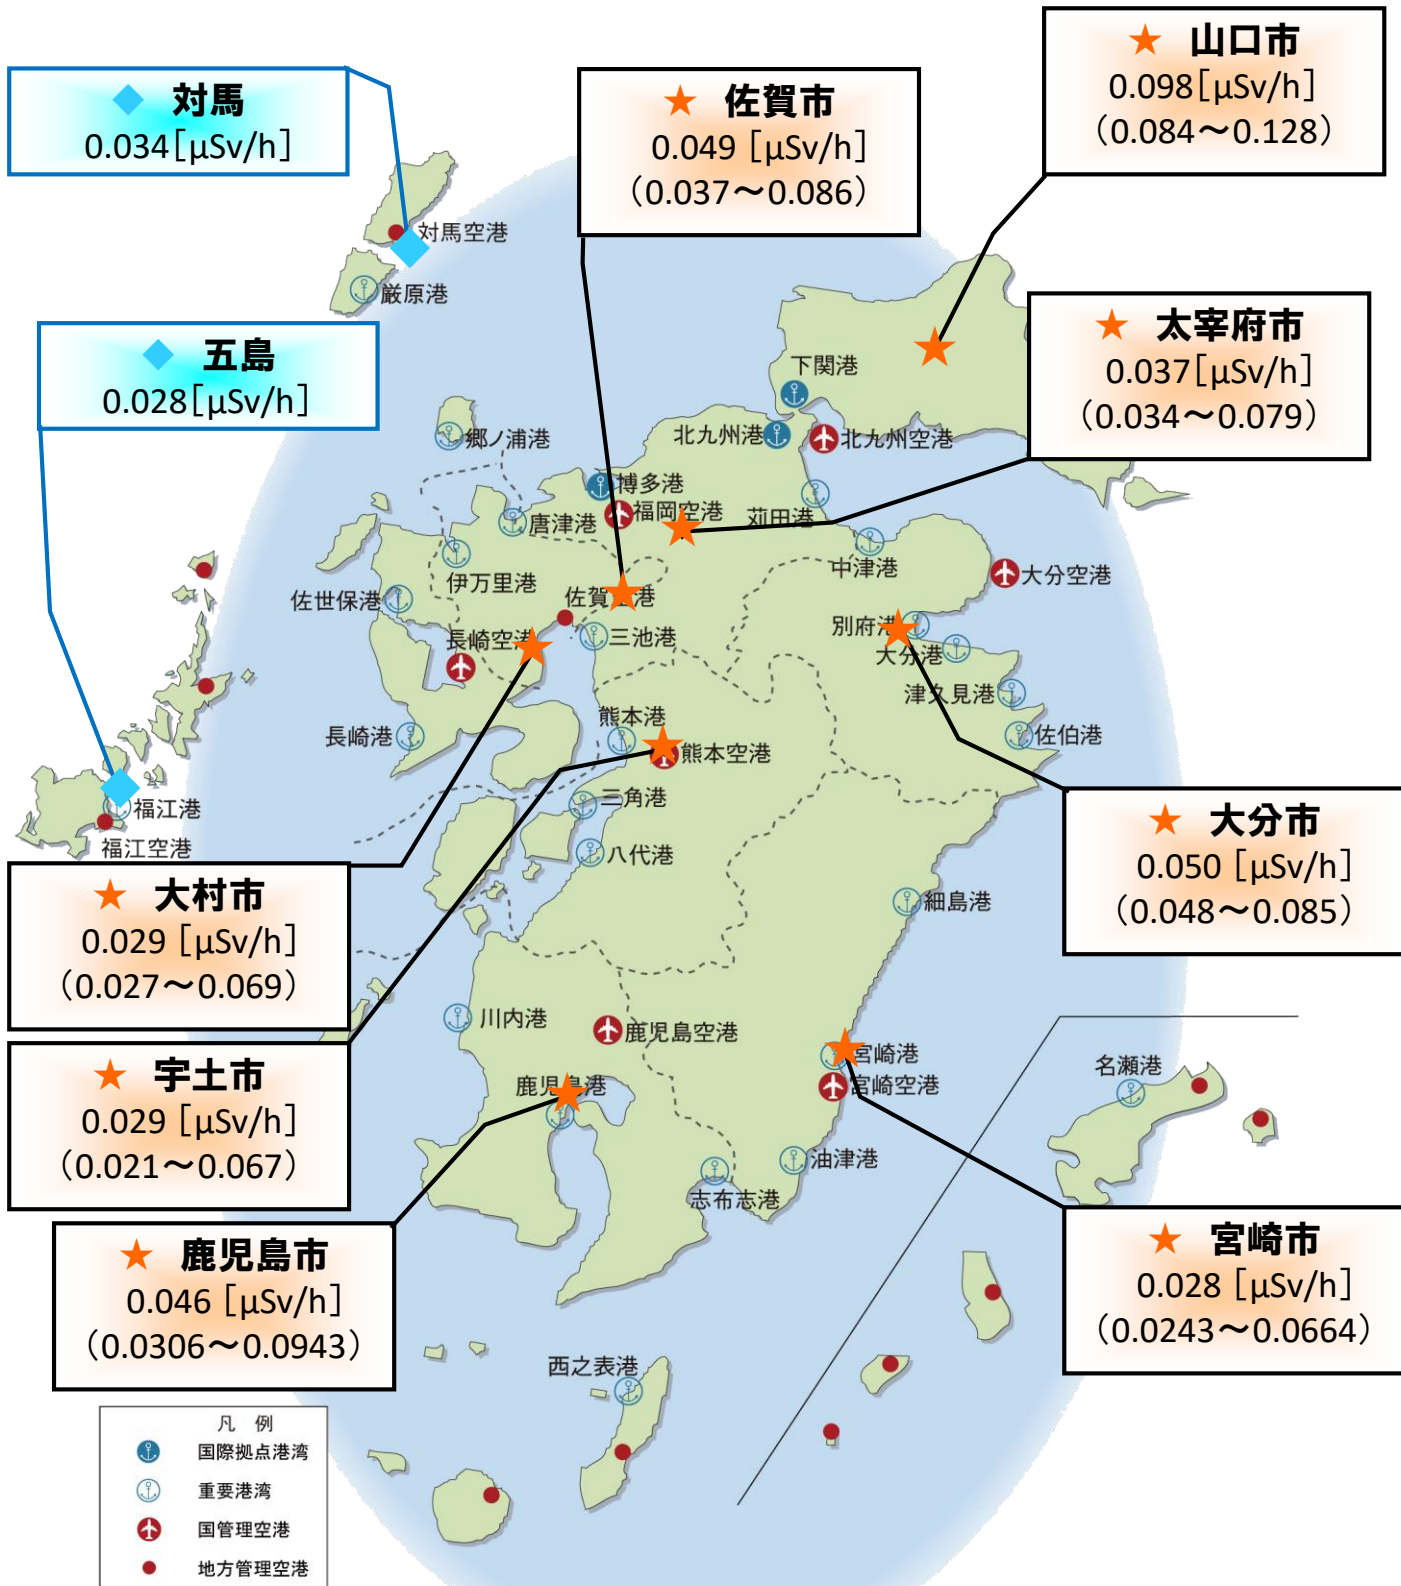 山口市
0.098[μSv/h]
（0.084～0.128）
対馬
0.034[μSv/h]
佐賀市
0.049 [μSv/h]
（0.037～0.086）
対馬空港
厳原港
太宰府市
0.037[μSv/h]
（0.034～0.079）
五島
0.028[μSv/h]
下関港
郷ノ浦港
北九州港
北九州空港
博多港
福岡空港
唐津港
苅田港
中津港
伊万里港
大分空港
佐世保港
佐賀空港
別府港
長崎空港
三池港
大分港
津久見港
長崎港
熊本港
佐伯港
熊本空港
福江港
三角港
福江空港
八代港
大分市
0.050 [μSv/h]
（0.048～0.085）
大村市
0.029 [μSv/h]
（0.027～0.069）
細島港
川内港
鹿児島空港
宇土市
0.029 [μSv/h]
（0.021～0.067）
宮崎港
宮崎空港
名瀬港
鹿児島港
油津港
志布志港
鹿児島市
0.046 [μSv/h]
（0.0306～0.0943）
宮崎市
0.028 [μSv/h]
（0.0243～0.0664）
西之表港
凡 例
国際拠点港湾
重要港湾
国管理空港
地方管理空港